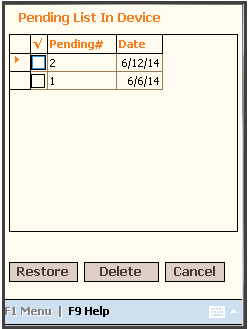 Pending List In Device
√ Pending# Date
2 6/12/14
1 6/6/14
Restore Delete Cancel
F1 Menu | F9 Help